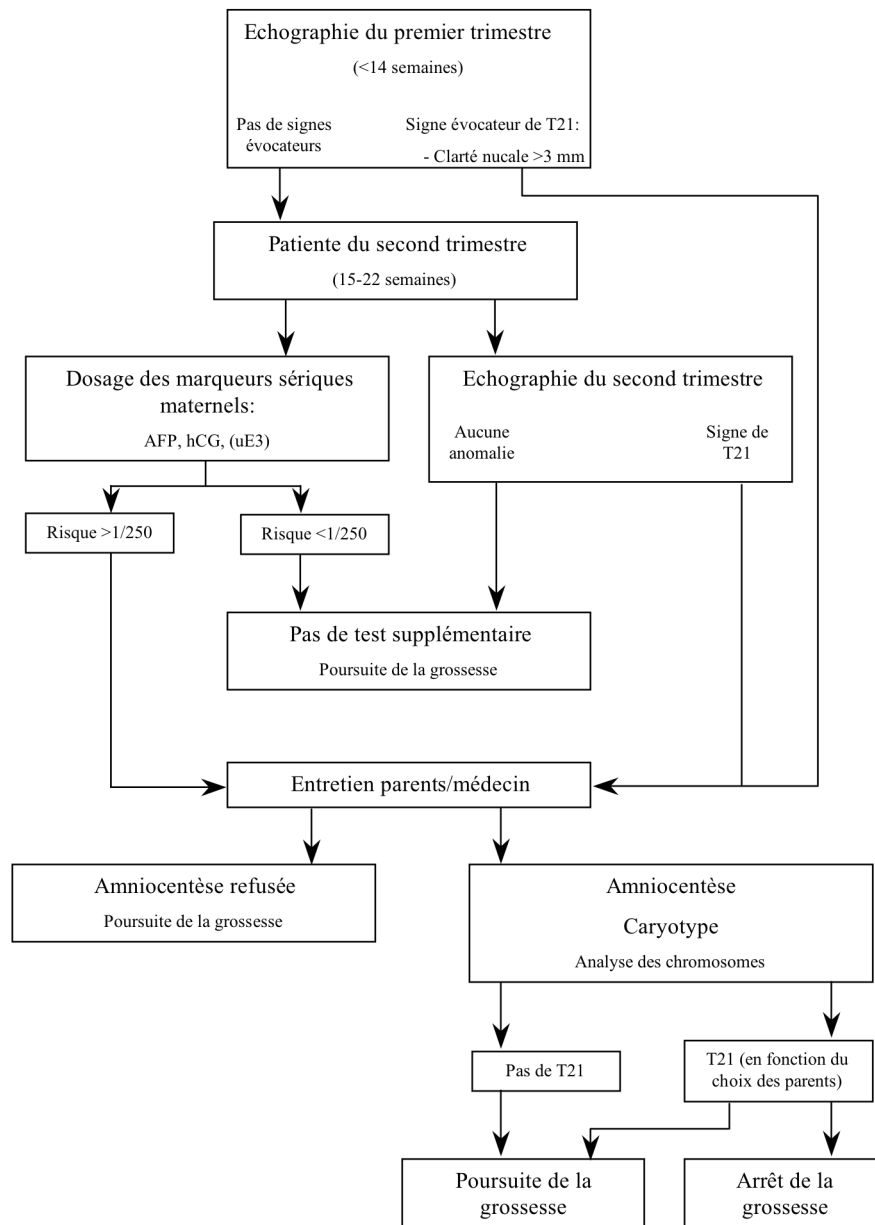 Echographie du premier trimestre
(<14 semaines)
Pas de signes
évocateurs
Signe évocateur de T21:
- Clarté nucale >3 mm
Patiente du second trimestre
(15-22 semaines)
Dosage des marqueurs sériques
maternels:
AFP, hCG, (uE3)
Echographie du second trimestre
Aucune
anomalie
Signe de
T21
Risque >1/250
Risque <1/250
Pas de test supplémentaire
Poursuite de la grossesse
Entretien parents/médecin
Amniocentèse refusée
Poursuite de la grossesse
Amniocentèse
Caryotype
Analyse des chromosomes
Pas de T21
T21 (en fonction du
choix des parents)
Poursuite de la
grossesse
Arrêt de la
grossesse